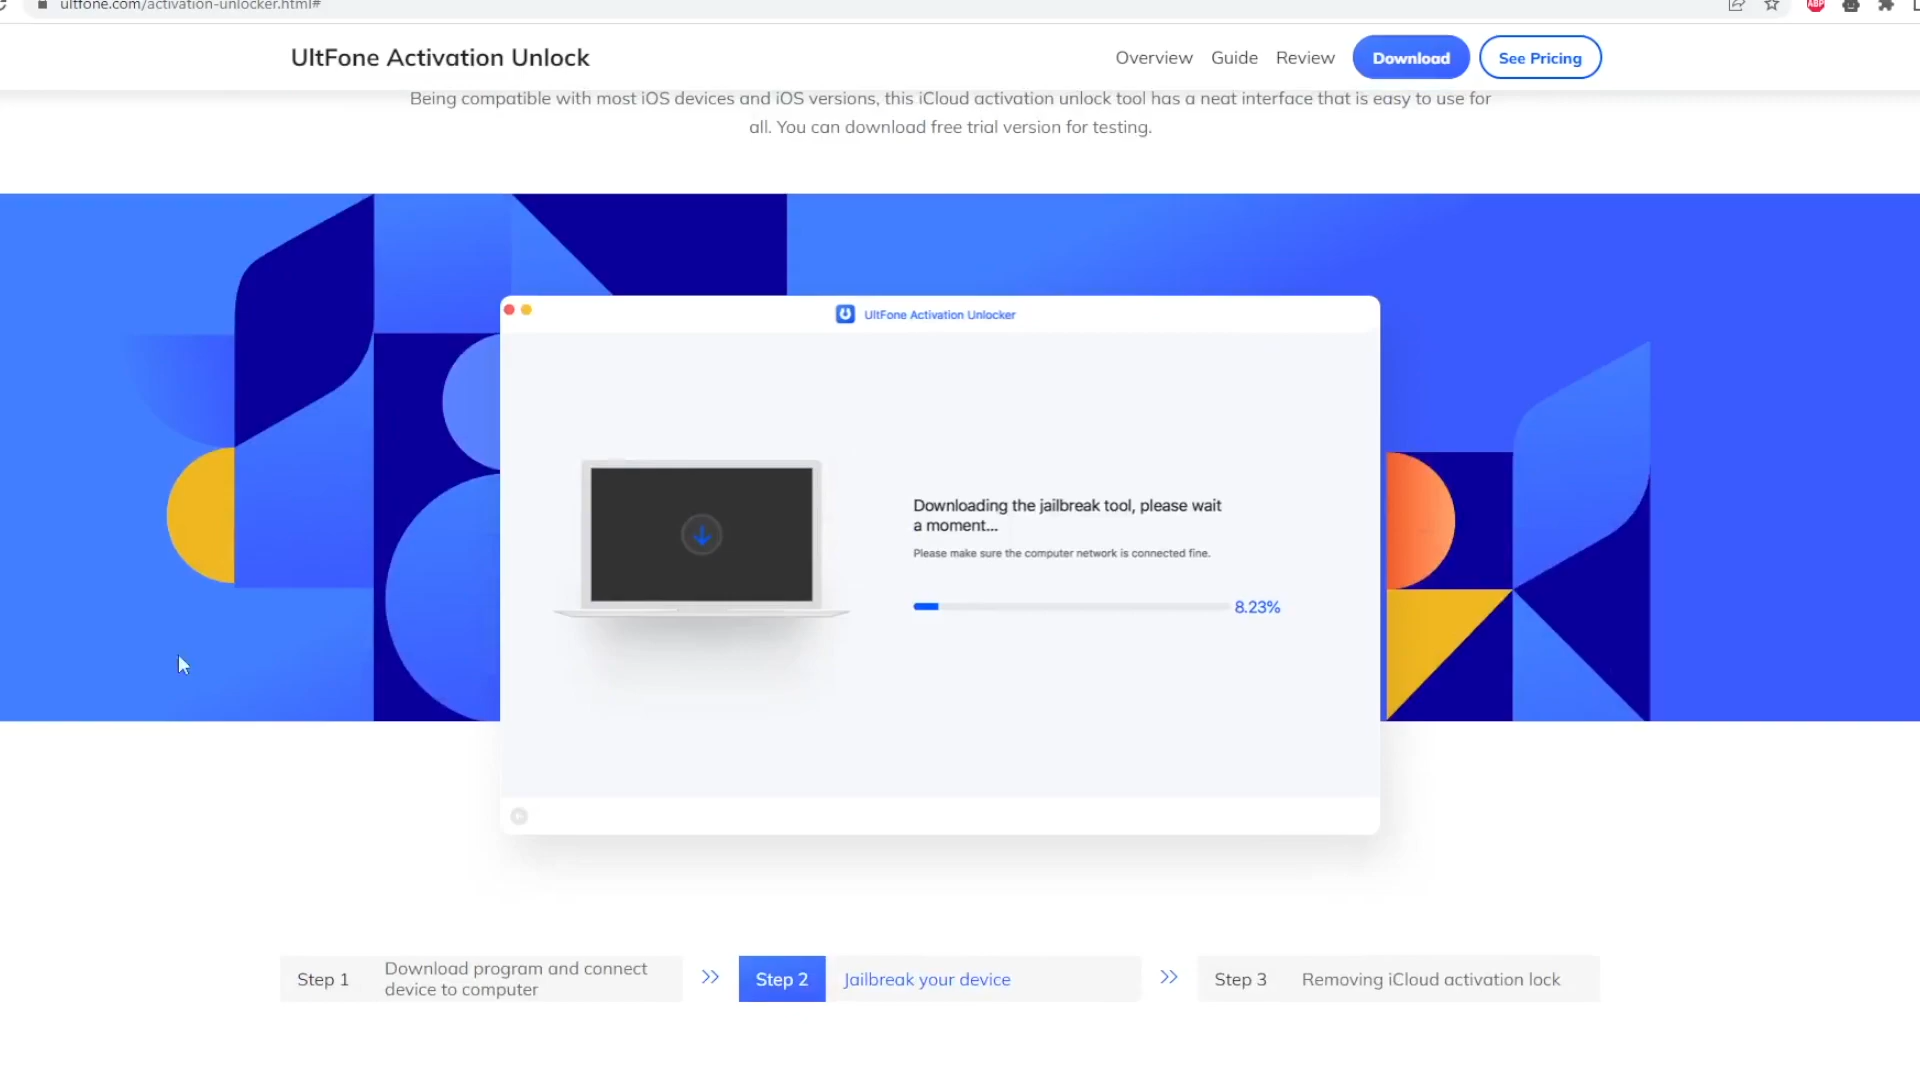 ultfone.com/activation-unlocker.html#
ABP
UltFone Activation Unlock
Overview
Guide
Review
Download
See Pricing
Being compatible with most iOS devices and iOS versions, this iCloud activation unlock tool has a neat interface that is easy to use for
all. You can download free trial version for testing.
UltFone Activation Unlocker
Downloading the jailbreak tool, please wait
a moment...
Please make sure the computer network is connected fine.
8.23%
Step 1
Download program and connect
device to computer
Step 2
Jailbreak your device
Step 3
Removing iCloud activation lock